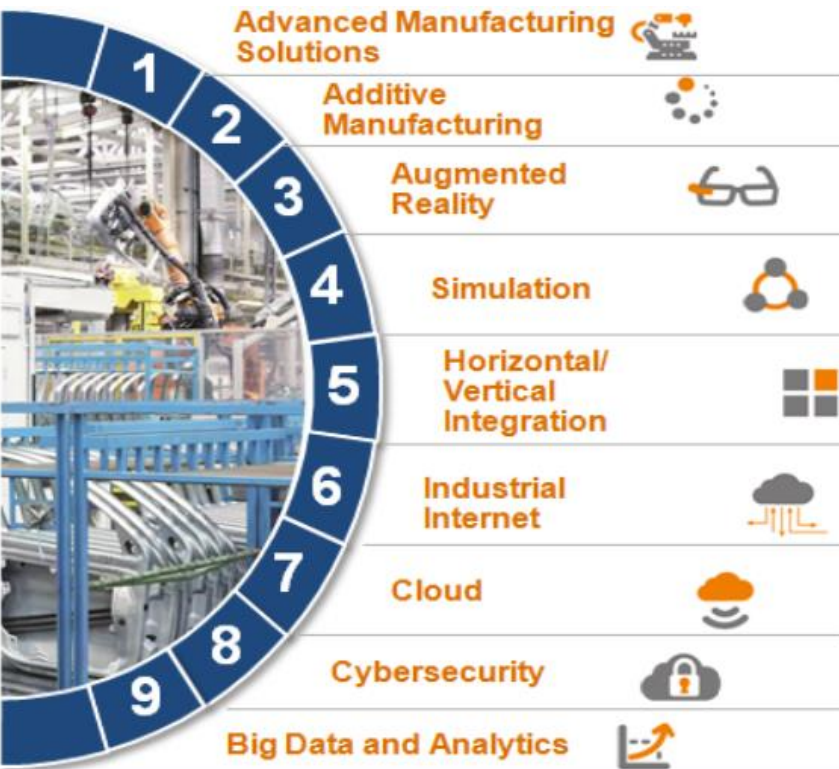 1
Advanced Manufacturing
Solutions
2
Additive
Manufacturing
3
Augmented
Reality
4
Simulation
5
Horizontal/
Vertical
Integration
6
Industrial
Internet
7
Cloud
8
Cybersecurity
9
Big Data and Analytics